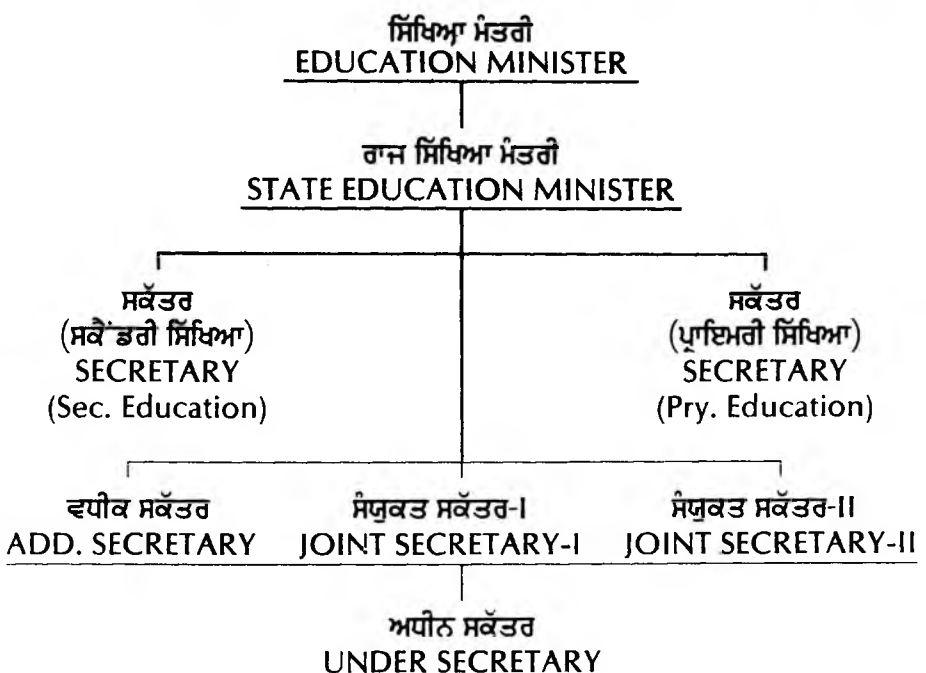 ਸਿੱਖਿਆ ਮੰਤਰੀ
EDUCATION MINISTER
ਰਾਜ ਸਿੱਖਿਆ ਮੰਤਰੀ
STATE EDUCATION MINISTER
ਸਕੱਤਰ
(ਸਕੈਂਡਰੀ ਸਿੱਖਿਆ)
SECRETARY
(Sec. Education)
ਸਕੱਤਰ
(ਪ੍ਰਾਇਮਰੀ ਸਿੱਖਿਆ)
SECRETARY
(Pry. Education)
ਵਧੀਕ ਸਕੱਤਰ
ADD. SECRETARY
ਸੰਯੁਕਤ ਸਕੱਤਰ-I
JOINT SECRETARY-I
ਸੰਯੁਕਤ ਸਕੱਤਰ-II
JOINT SECRETARY-II
ਅਧੀਨ ਸਕੱਤਰ
UNDER SECRETARY